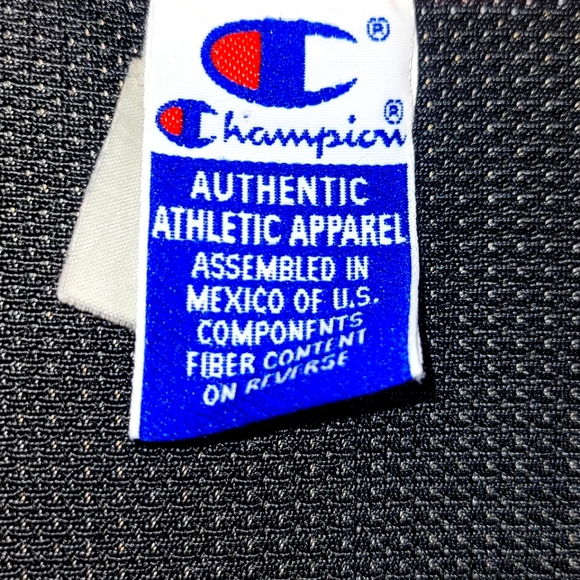 ®
Champion®
AUTHENTIC
ATHLETIC APPAREL
ASSEMBLED IN
MEXICO OF U.S.
COMPONENTS
FIBER CONTENT
ON REVERSE